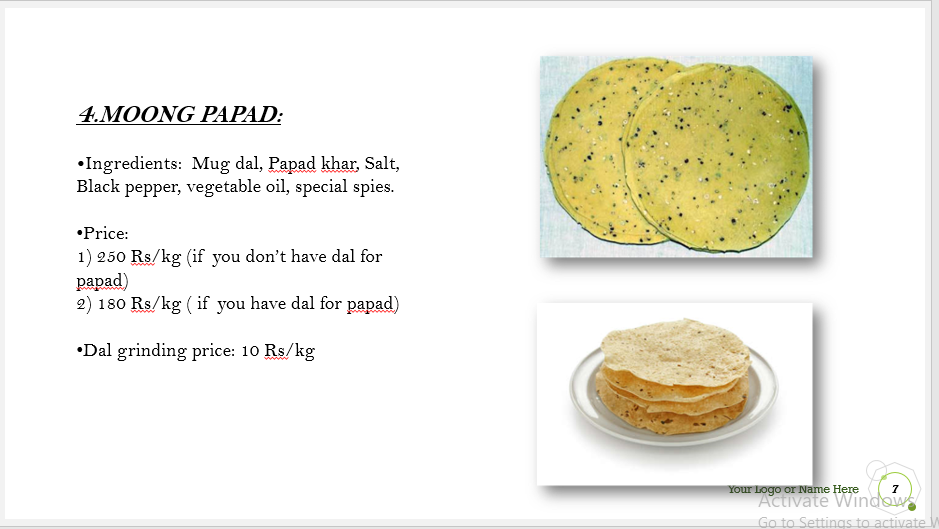 4.MOONG PAPAD:
•Ingredients:  Mug dal, Papad khar, Salt,
Black pepper, vegetable oil, special spies.
•Price:
1) 250 Rs/kg (if  you don't have dal for
papad)
2) 180 Rs/kg ( if  you have dal for papad)
•Dal grinding price: 10 Rs/kg
Your Logo or Name Here
7
Activate Windows
Go to Settings to activate W